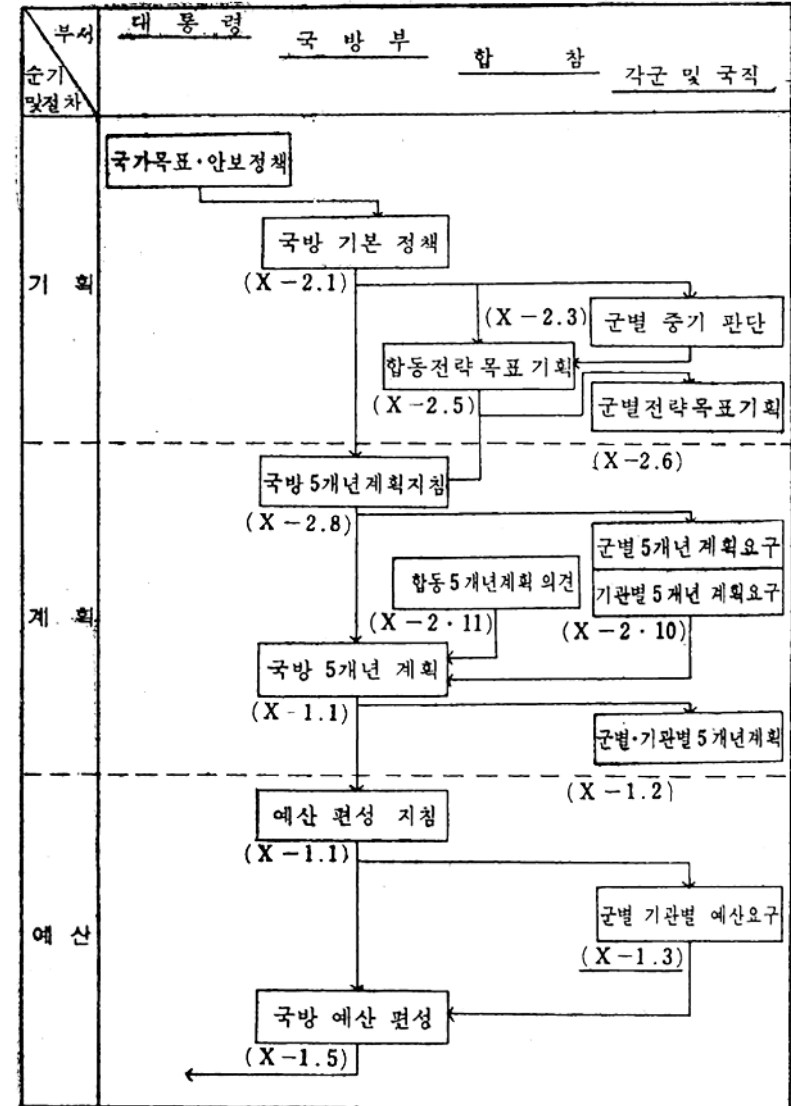 부서
대 통 령
국 방 부
합 참
각군 및 국직
순기
및절차
국가목표·안보정책
국방 기본 정책
(X-2.1)
기 획
(X-2.3)
군별 중기 판단
합동전략목표기획
(X-2.5)
군별전략목표기획
(X-2.6)
국방5개년계획지침
(X-2.8)
군별5개년계획요구
합동5개년계획의견
기관별5개년계획요구
계 획
(X-2·11)
(X-2·10)
국방 5개년 계획
(X-1.1)
군별·기관별5개년계획
(X-1.2)
예산 편성 지침
(X-1.1)
군별 기관별 예산요구
예 산
(X-1.3)
국방 예산 편성
(X-1.5)